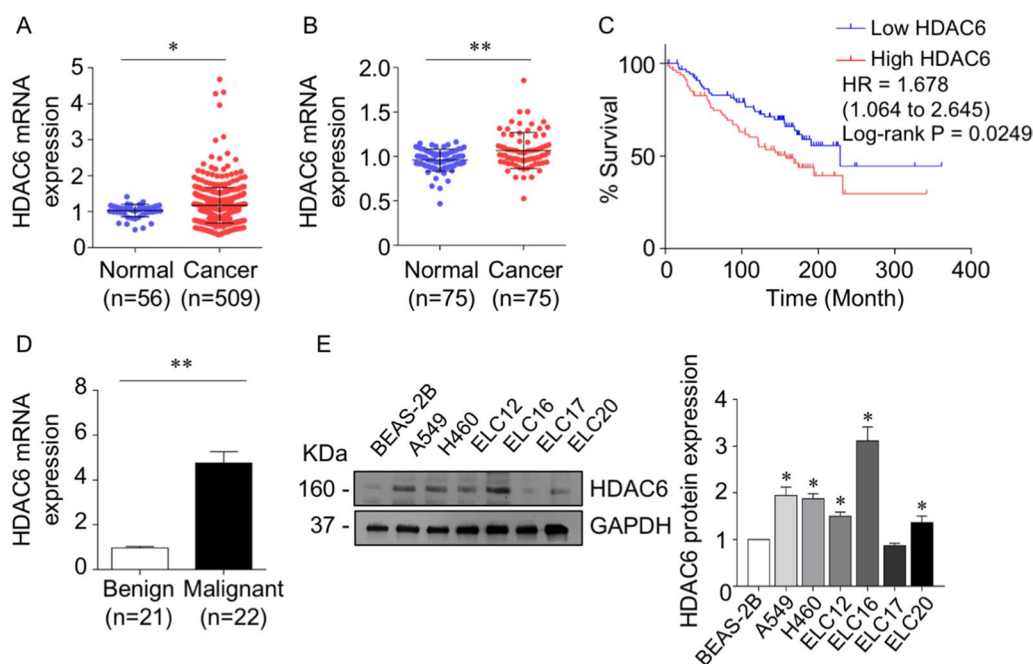 A
*
HDAC6 mRNA
expression
5
4
3
2
1
0
Normal
(n=56)
Cancer
(n=509)
B
**
HDAC6 mRNA
expression
2.0
1.5
1.0
0.5
0
Normal
(n=75)
Cancer
(n=75)
C
Low HDAC6
High HDAC6
HR = 1.678
(1.064 to 2.645)
Log-rank P = 0.0249
% Survival
100
50
0
0
100
200
300
400
Time (Month)
D
**
HDAC6 mRNA
expression
8
6
4
2
0
Benign
(n=21)
Malignant
(n=22)
E
BEAS-2B
A549
H460
ELC12
ELC16
ELC17
ELC20
KDa
160 -
HDAC6
37 -
GAPDH
HDAC6 protein expression
4
3
2
1
0
*
*
*
*
*
BEAS-2B
A549
H460
ELC12
ELC16
ELC17
ELC20